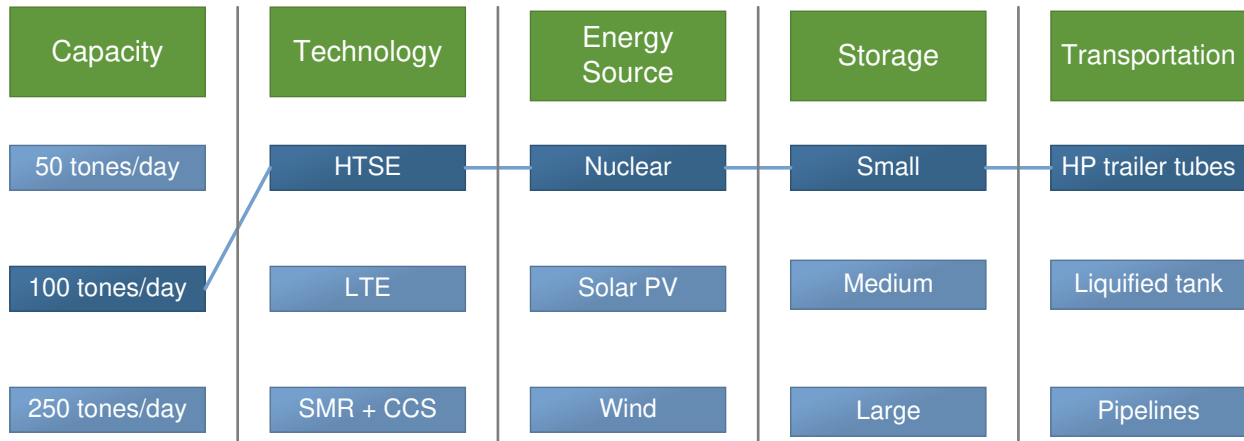 Capacity
Technology
Energy
Source
Storage
Transportation
50 tones/day
HTSE
Nuclear
Small
HP trailer tubes
100 tones/day
LTE
Solar PV
Medium
Liquified tank
250 tones/day
SMR + CCS
Wind
Large
Pipelines